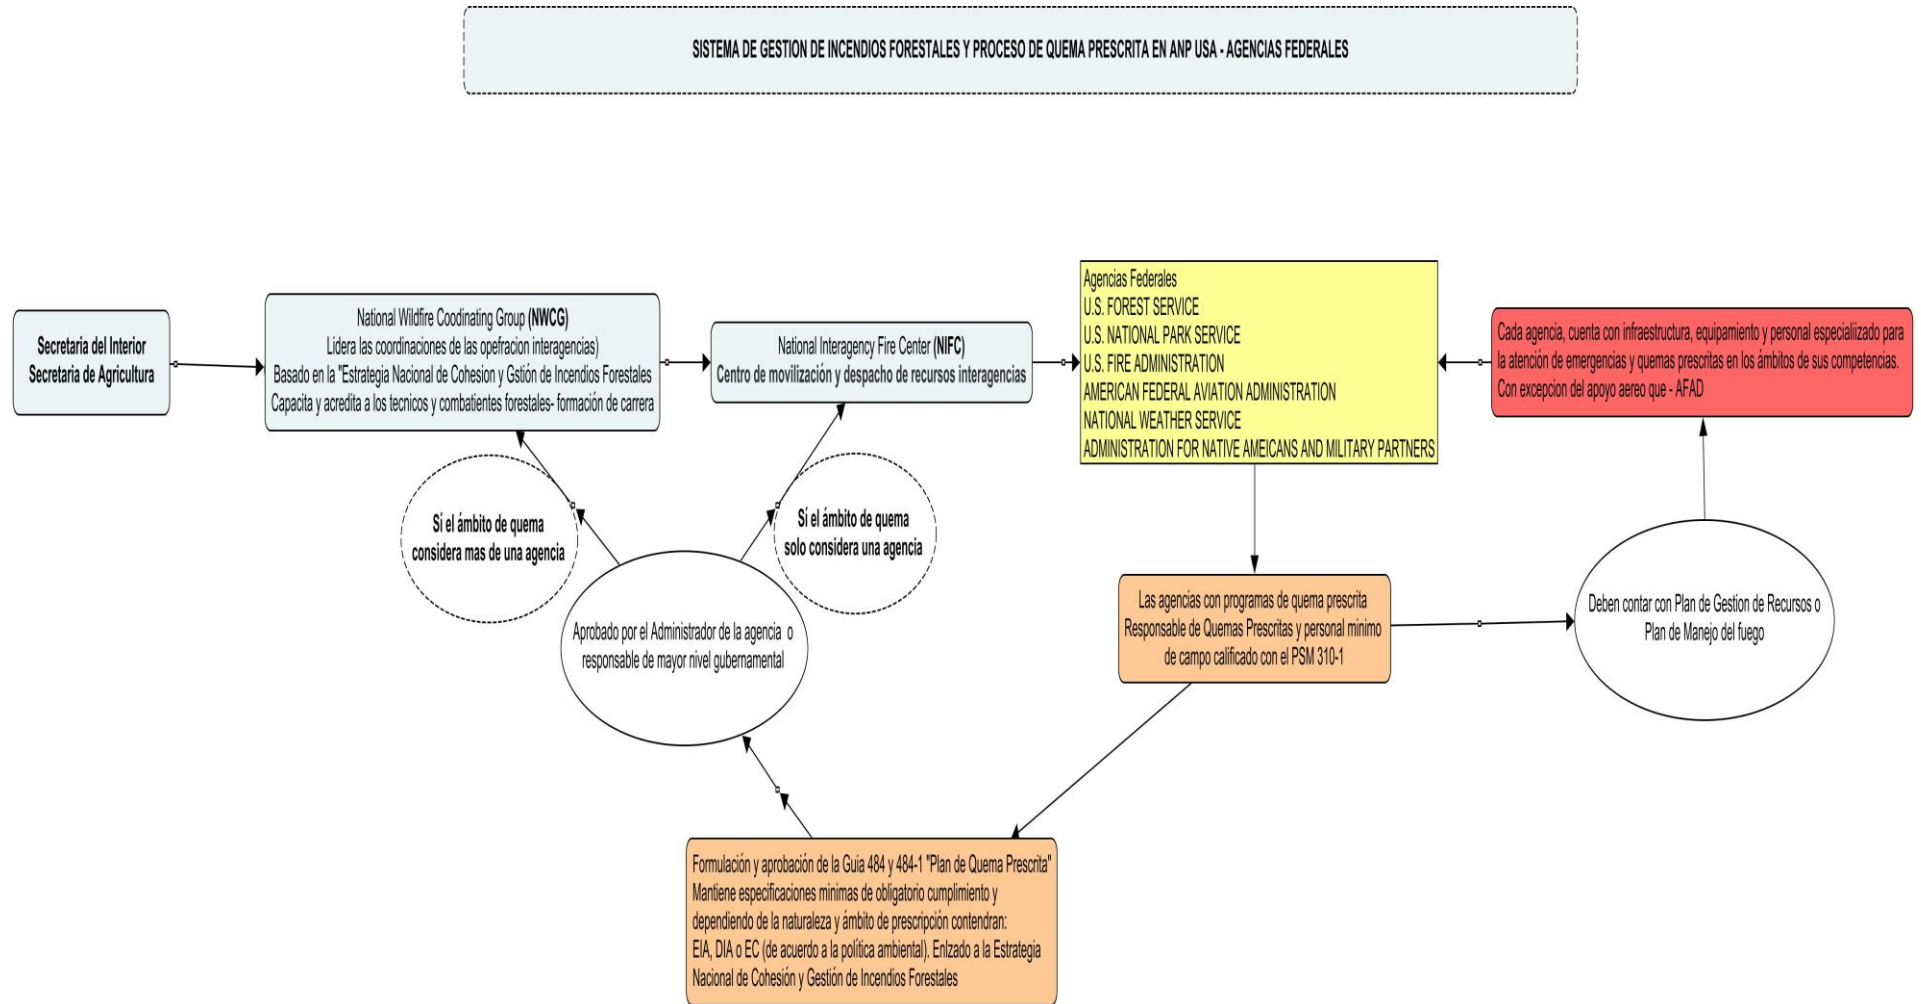 SISTEMA DE GESTION DE INCENDIOS FORESTALES Y PROCESO DE QUEMA PRESCRITA EN ANP USA - AGENCIAS FEDERALES
Secretaria del Interior
Secretaria de Agricultura
National Wildfire Coodinating Group (NWCG)
Lidera las coordinaciones de las opefracion interagencias)
Basado en la "Estrategia Nacional de Cohesion y Gstión de Incendios Forestales
Capacita y acredita a los tecnicos y combatientes forestales- formación de carrera
National Interagency Fire Center (NIFC)
Centro de movilización y despacho de recursos interagencias
Agencias Federales
U.S. FOREST SERVICE
U.S. NATIONAL PARK SERVICE
U.S. FIRE ADMINISTRATION
AMERICAN FEDERAL AVIATION ADMINISTRATION
NATIONAL WEATHER SERVICE
ADMINISTRATION FOR NATIVE AMEICANS AND MILITARY PARTNERS
Cada agencia, cuenta con infraestructura, equipamiento y personal especialiizado para
la atención de emergencias y quemas prescritas en los ámbitos de sus competencias.
Con excepcion del apoyo aereo que - AFAD
Sí el ámbito de quema
considera mas de una agencia
Sí el ámbito de quema
solo considera una agencia
Aprobado por el Administrador de la agencia o
responsable de mayor nivel gubernamental
Las agencias con programas de quema prescrita
Responsable de Quemas Prescritas y personal minimo
de campo calificado con el PSM 310-1
Deben contar con Plan de Gestion de Recursos o
Plan de Manejo del fuego
Formulación y aprobación de la Guia 484 y 484-1 "Plan de Quema Prescrita"
Mantiene especificaciones minimas de obligatorio cumplimiento y
dependiendo de la naturaleza y ámbito de prescripción contendran:
EIA, DIA o EC (de acuerdo a la política ambiental). Enlzado a la Estrategia
Nacional de Cohesión y Gestión de Incendios Forestales